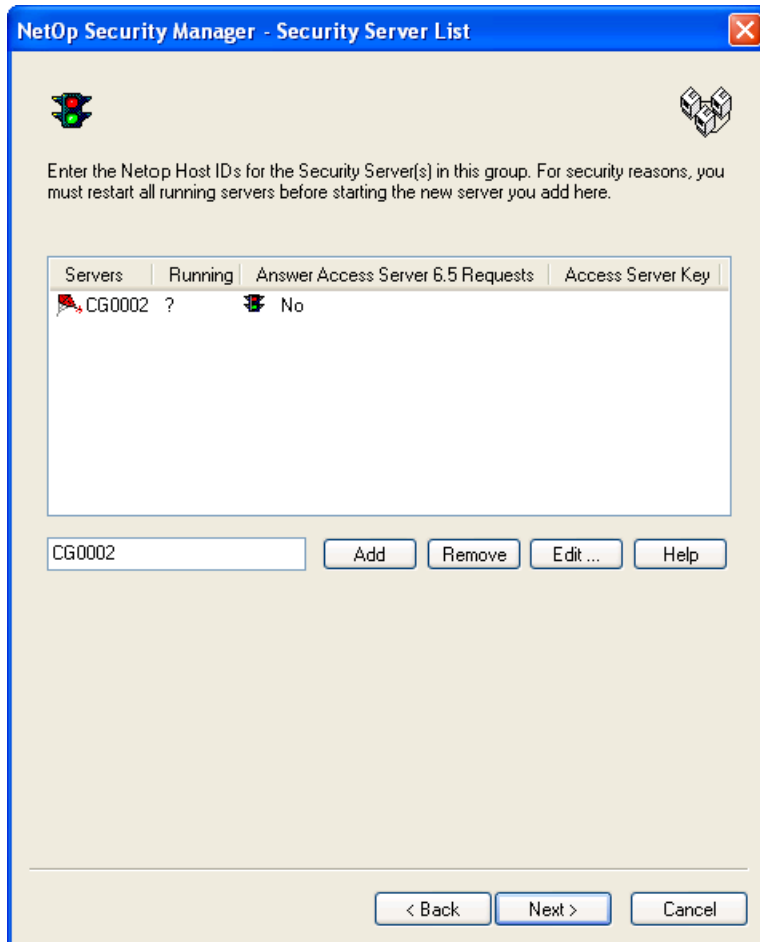 NetOp Security Manager - Security Server List
Enter the Netop Host IDs for the Security Server(s) in this group. For security reasons, you
must restart all running servers before starting the new server you add here.
Servers Running Answer Access Server 6.5 Requests Access Server Key
CG0002 ? No
CG0002 Add Remove Edit ... Help
< Back Next > Cancel